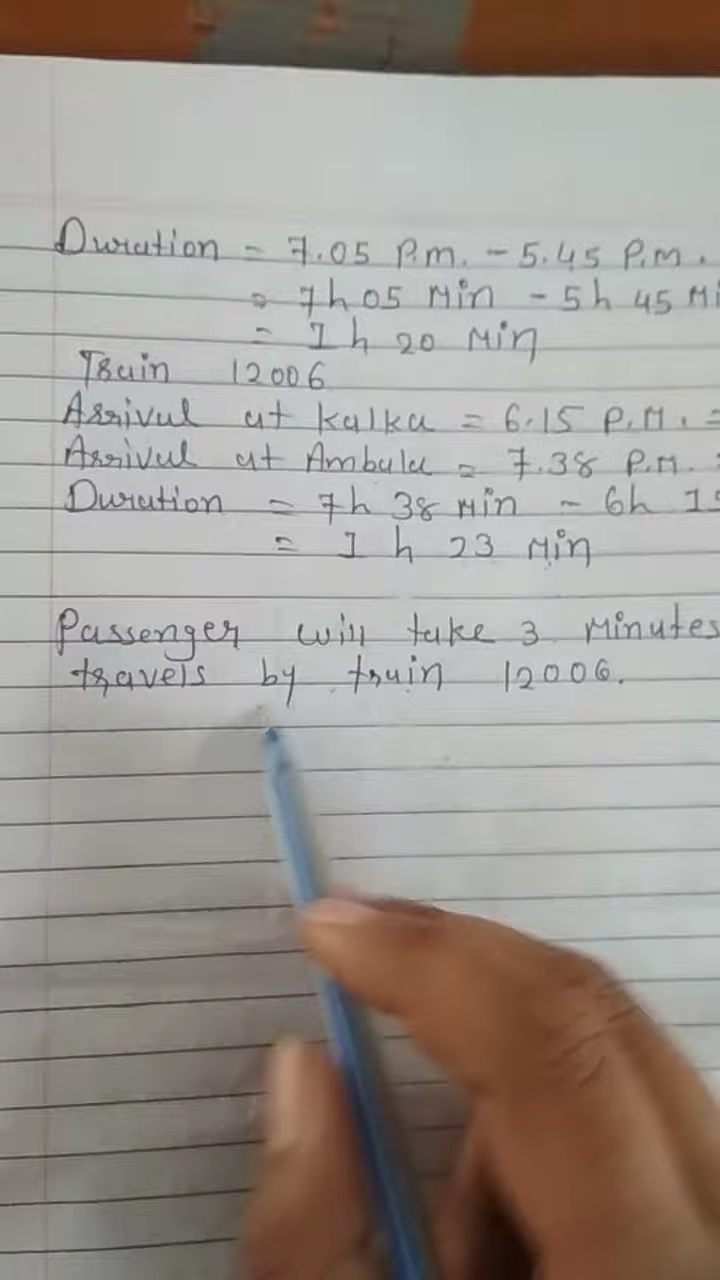 Duration = 7.05 P.m. - 5.45 P.m.
= 7h 05 Min - 5h 45 Mi
= 1 h 20 Min
Train 12006
Arrival at Kalka = 6.15 P.M. =
Arrival at Ambala = 7.38 P.M. =
Duration = 7h 38 Min - 6h 15
= 1 h 23 Min
Passenger will take 3 Minutes
travels by train 12006.